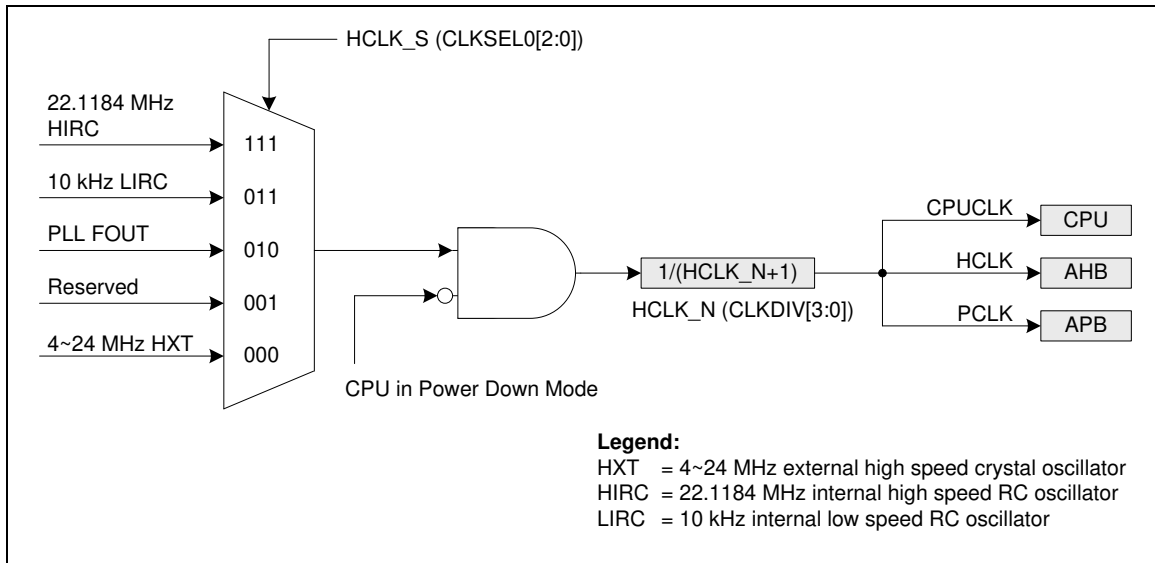 HCLK_S (CLKSEL0[2:0])
22.1184 MHz
HIRC
111
10 kHz LIRC
011
PLL FOUT
010
Reserved
001
4~24 MHz HXT
000
CPU in Power Down Mode
1/(HCLK_N+1)
HCLK_N (CLKDIV[3:0])
CPUCLK
CPU
HCLK
AHB
PCLK
APB
Legend:
HXT = 4~24 MHz external high speed crystal oscillator
HIRC = 22.1184 MHz internal high speed RC oscillator
LIRC = 10 kHz internal low speed RC oscillator